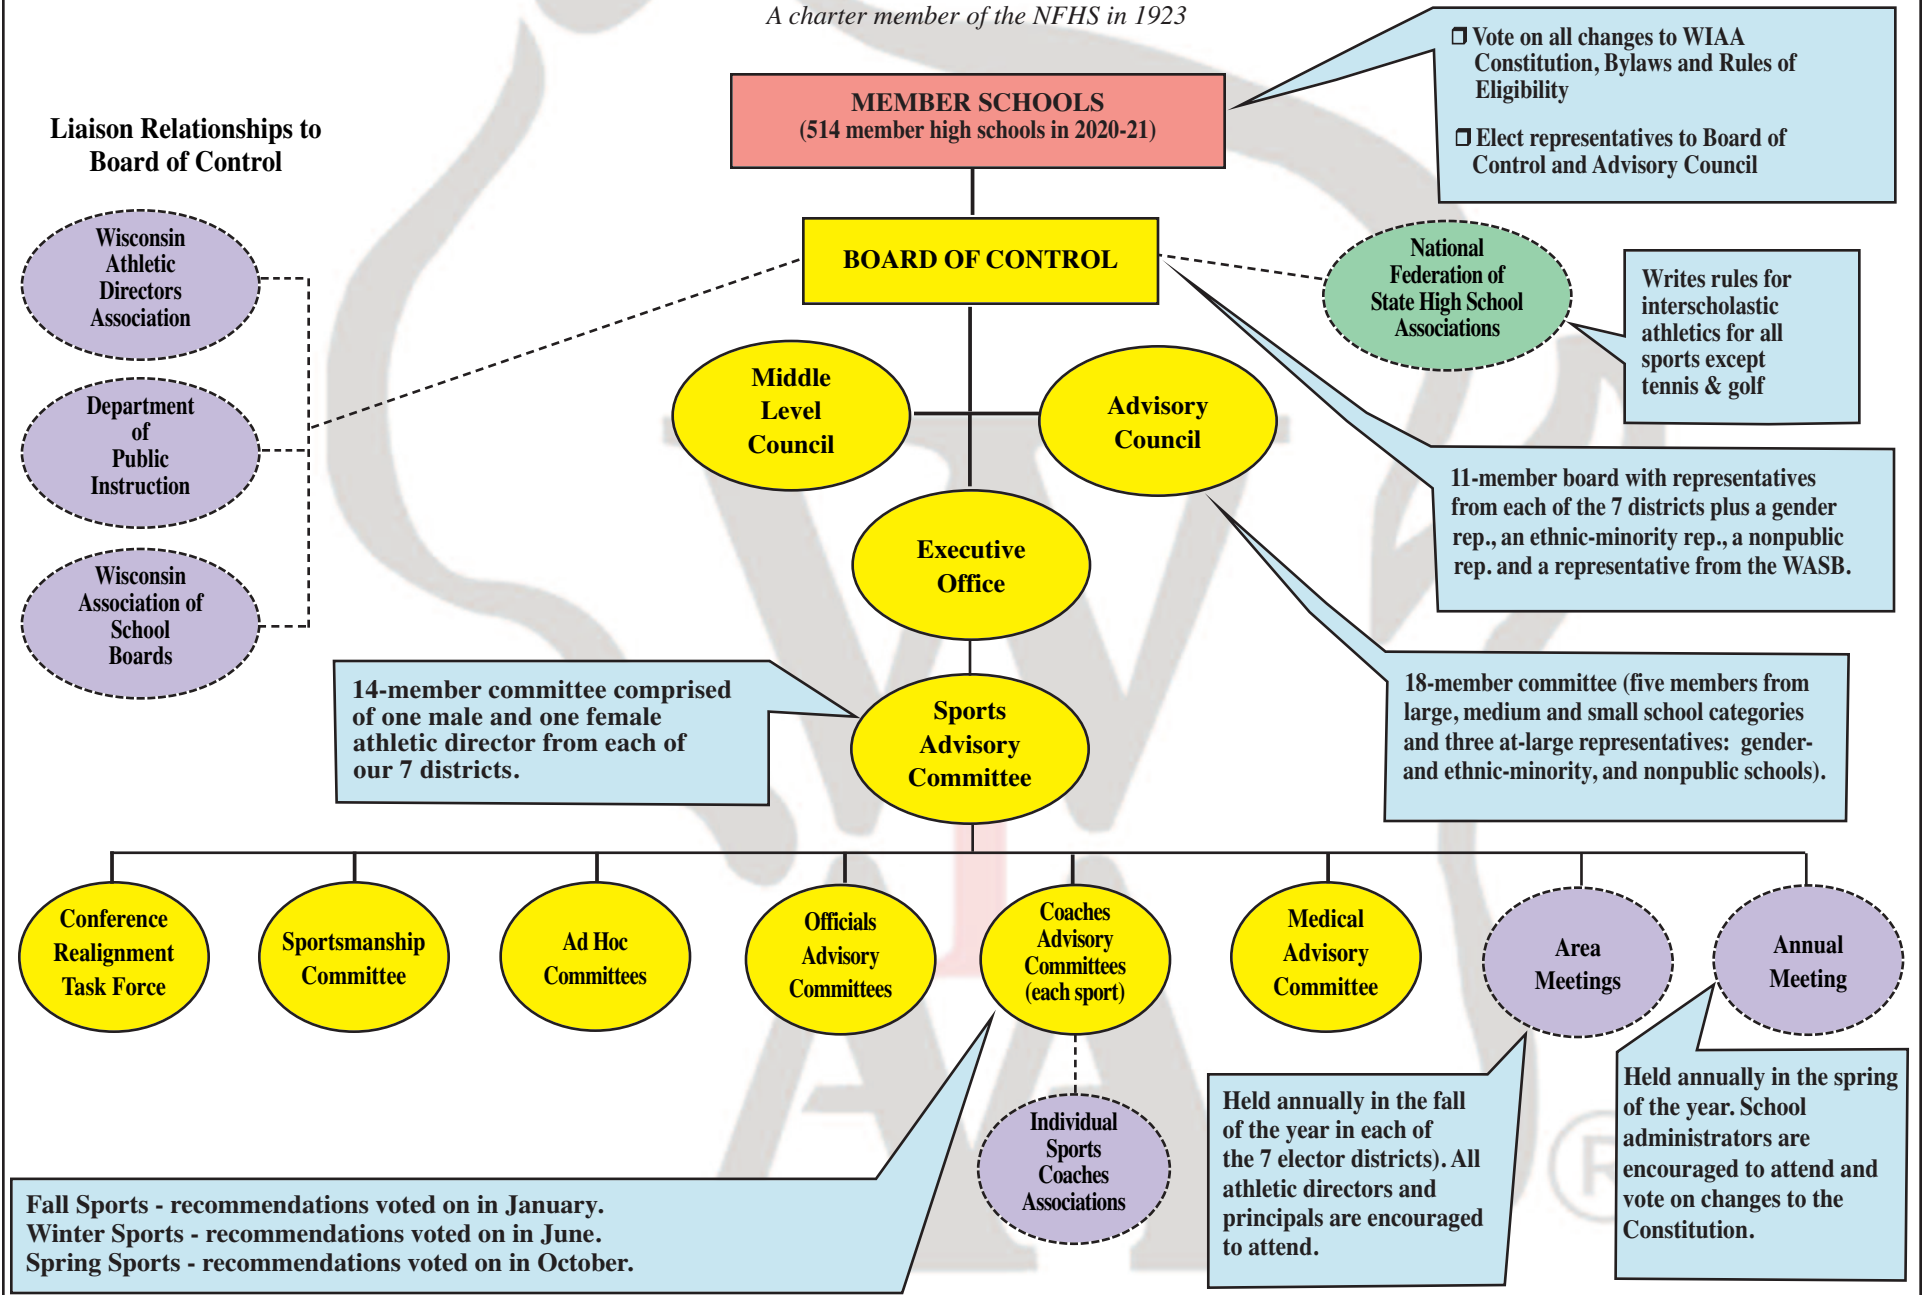 A charter member of the NFHS in 1923
❒ Vote on all changes to WIAA
Constitution, Bylaws and Rules of
Eligibility
❒ Elect representatives to Board of
Control and Advisory Council
MEMBER SCHOOLS
(514 member high schools in 2020-21)
Liaison Relationships to
Board of Control
Wisconsin
Athletic
Directors
Association
Department
of
Public
Instruction
Wisconsin
Association of
School
Boards
BOARD OF CONTROL
National
Federation of
State High School
Associations
Writes rules for
interscholastic
athletics for all
sports except
tennis & golf
Middle
Level
Council
Advisory
Council
11-member board with representatives
from each of the 7 districts plus a gender
rep., an ethnic-minority rep., a nonpublic
rep. and a representative from the WASB.
Executive
Office
18-member committee (five members from
large, medium and small school categories
and three at-large representatives: gender-
and ethnic-minority, and nonpublic schools).
14-member committee comprised
of one male and one female
athletic director from each of
our 7 districts.
Sports
Advisory
Committee
Conference
Realignment
Task Force
Sportsmanship
Committee
Ad Hoc
Committees
Officials
Advisory
Committees
Coaches
Advisory
Committees
(each sport)
Medical
Advisory
Committee
Area
Meetings
Annual
Meeting
Individual
Sports
Coaches
Associations
Fall Sports - recommendations voted on in January.
Winter Sports - recommendations voted on in June.
Spring Sports - recommendations voted on in October.
Held annually in the fall
of the year in each of
the 7 elector districts). All
athletic directors and
principals are encouraged
to attend.
Held annually in the spring
of the year. School
administrators are
encouraged to attend and
vote on changes to the
Constitution.
W
I
AA
®